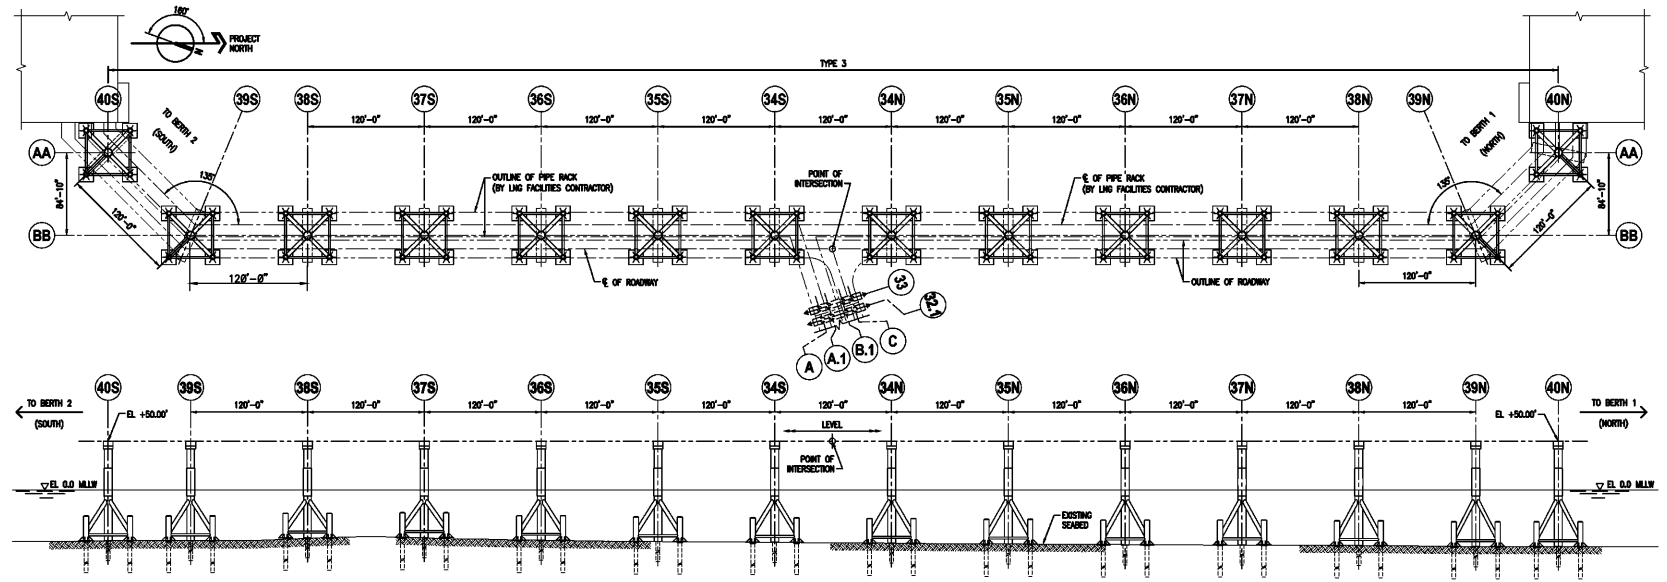 160°
N
PROJECT
NORTH
TYPE 3
40S
39S
38S
37S
36S
35S
34S
34N
35N
36N
37N
38N
39N
40N
TO BERTH 2
(SOUTH)
120'-0"
120'-0"
120'-0"
120'-0"
120'-0"
120'-0"
120'-0"
120'-0"
120'-0"
TO BERTH 1
(NORTH)
AA
AA
84'-10"
120'-0"
135°
OUTLINE OF PIPE RACK
(BY LNG FACILITIES CONTRACTOR)
POINT OF
INTERSECTION
℄ OF PIPE RACK
(BY LNG FACILITIES CONTRACTOR)
135°
120'-0"
84'-10"
BB
BB
120'-0"
℄ OF ROADWAY
33
32.1
OUTLINE OF ROADWAY
120'-0"
A
A.1
B.1
C
40S
39S
38S
37S
36S
35S
34S
34N
35N
36N
37N
38N
39N
40N
TO BERTH 2
(SOUTH)
EL +50.00'
120'-0"
120'-0"
120'-0"
120'-0"
120'-0"
120'-0"
120'-0"
120'-0"
120'-0"
120'-0"
120'-0"
EL +50.00'
TO BERTH 1
(NORTH)
LEVEL
POINT OF
INTERSECTION
EL 0.0 MLLW
EL 0.0 MLLW
EXISTING
SEABED